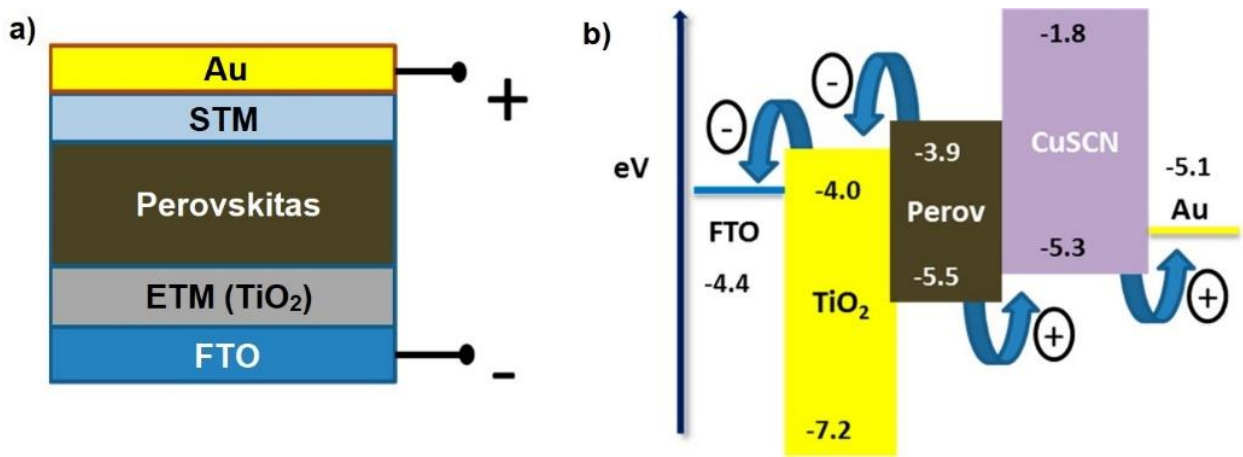 a)
Au
STM
Perovskitas
ETM (TiO₂)
FTO
+
-
b)
eV
FTO
-4.4
-
-4.0
TiO₂
-7.2
-
-3.9
Perov
-5.5
+
-1.8
CuSCN
-5.3
+
-5.1
Au